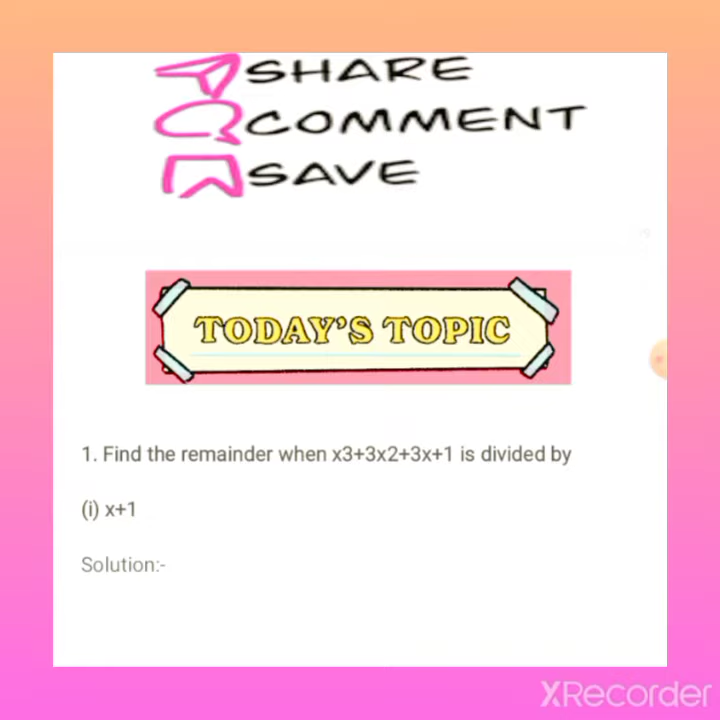 SHARE
COMMENT
SAVE
TODAY'S TOPIC
1. Find the remainder when x3+3x2+3x+1 is divided by
(i) x+1
Solution:-
XRecorder